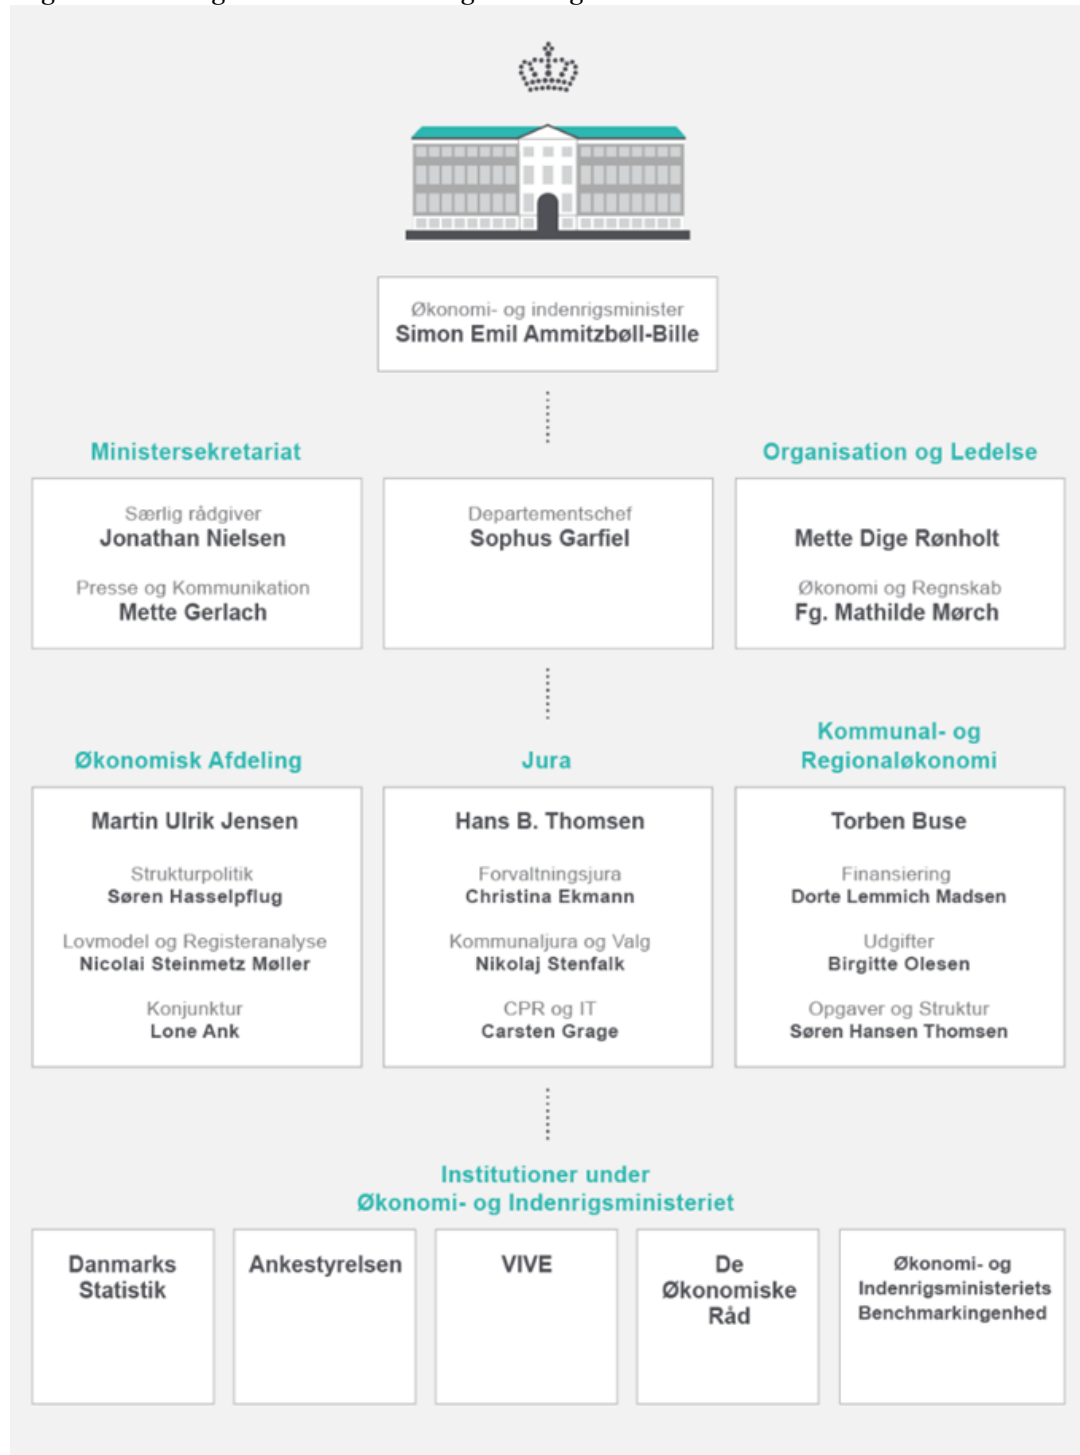 Økonomi- og indenrigsminister
Simon Emil Ammitzbøll-Bille
Ministersekretariat
Særlig rådgiver
Jonathan Nielsen
Presse og Kommunikation
Mette Gerlach
Departementschef
Sophus Garfiel
Organisation og Ledelse
Mette Dige Rønholt
Økonomi og Regnskab
Fg. Mathilde Mørch
Økonomisk Afdeling
Martin Ulrik Jensen
Strukturpolitik
Søren Hasselpflug
Lovmodel og Registeranalyse
Nicolai Steinmetz Møller
Konjunktur
Lone Ank
Jura
Hans B. Thomsen
Forvaltningsjura
Christina Ekmann
Kommunaljura og Valg
Nikolaj Stenfalk
CPR og IT
Carsten Grage
Kommunal- og
Regionaløkonomi
Torben Buse
Finansiering
Dorte Lemmich Madsen
Udgifter
Birgitte Olesen
Opgaver og Struktur
Søren Hansen Thomsen
Institutioner under
Økonomi- og Indenrigsministeriet
Danmarks
Statistik
Ankestyrelsen
VIVE
De
Økonomiske
Råd
Økonomi- og
Indenrigsministeriets
Benchmarkingenhed